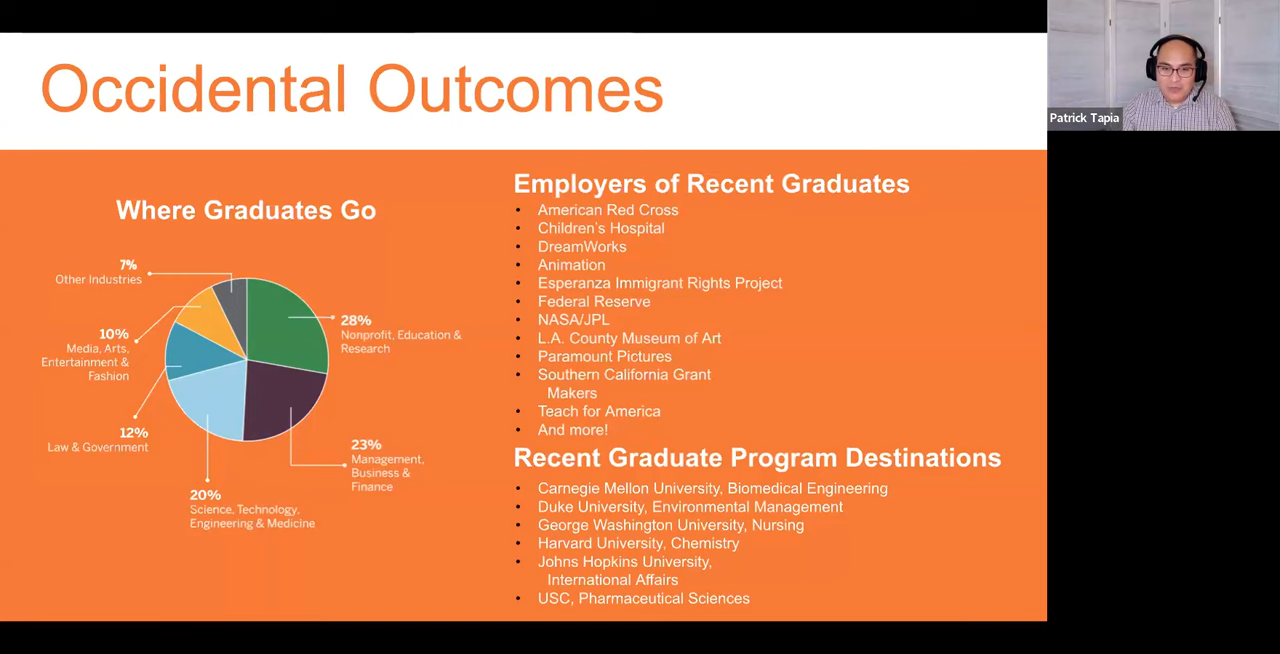 Occidental Outcomes
Patrick Tapia
Where Graduates Go
7%
Other Industries
10%
Media, Arts,
Entertainment &
Fashion
12%
Law & Government
20%
Science, Technology,
Engineering & Medicine
28%
Nonprofit, Education &
Research
23%
Management,
Business &
Finance
Employers of Recent Graduates
• American Red Cross
• Children's Hospital
• DreamWorks
• Animation
• Esperanza Immigrant Rights Project
• Federal Reserve
• NASA/JPL
• L.A. County Museum of Art
• Paramount Pictures
• Southern California Grant
Makers
• Teach for America
• And more!
Recent Graduate Program Destinations
• Carnegie Mellon University, Biomedical Engineering
• Duke University, Environmental Management
• George Washington University, Nursing
• Harvard University, Chemistry
• Johns Hopkins University,
International Affairs
• USC, Pharmaceutical Sciences